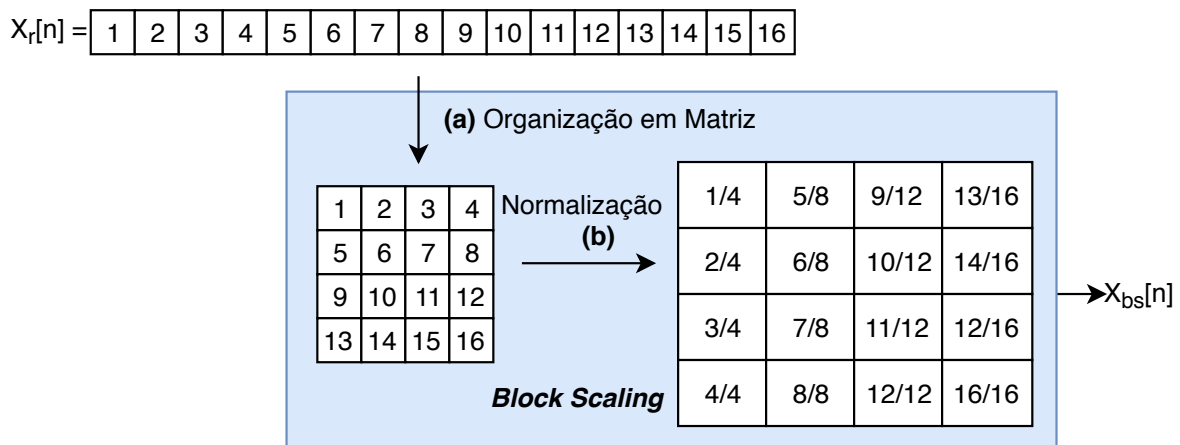 Xr[n] = 1 2 3 4 5 6 7 8 9 10 11 12 13 14 15 16
(a) Organização em Matriz
1 2 3 4
5 6 7 8
9 10 11 12
13 14 15 16
Normalização
(b)
1/4 5/8 9/12 13/16
2/4 6/8 10/12 14/16
3/4 7/8 11/12 12/16
4/4 8/8 12/12 16/16
Xbs[n]
Block Scaling